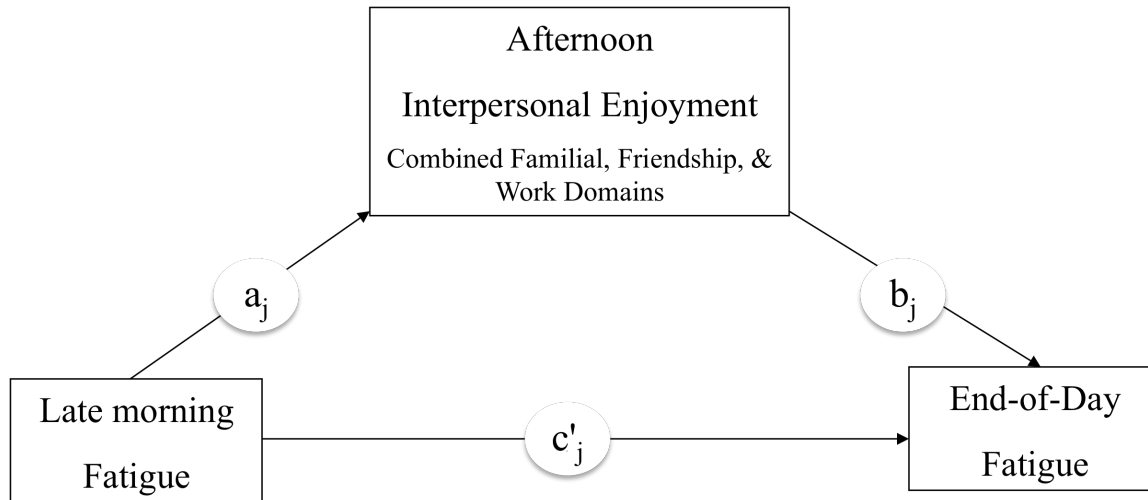 Afternoon
Interpersonal Enjoyment
Combined Familial, Friendship, &
Work Domains
aj
bj
Late morning
Fatigue
c'j
End-of-Day
Fatigue